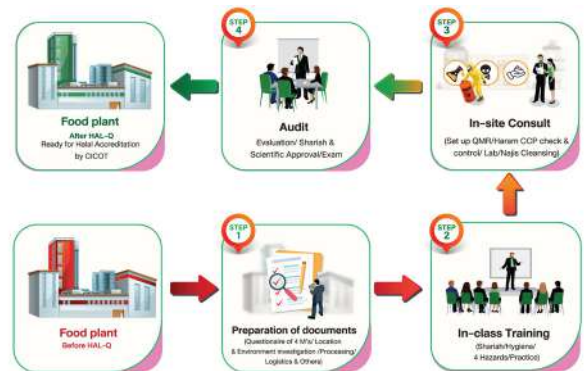 STEP
4
STEP
3
Food plant
After HAL-Q
Ready for Halal Accreditation
by CICOT
Audit
Evaluation/ Shariah &
Scientific Approval/Exam
In-site Consult
(Set up QMR/Haram CCP check &
control/ Lab/Najis Cleansing)
STEP
1
STEP
2
Food plant
Before HAL-Q
Preparation of documents
(Questionaire of 4 M's/ Location
& Environment investigation /Processing/
Logistics & Others)
In-class Training
(Shariah/Hygiene/
4 Hazards/Practice)